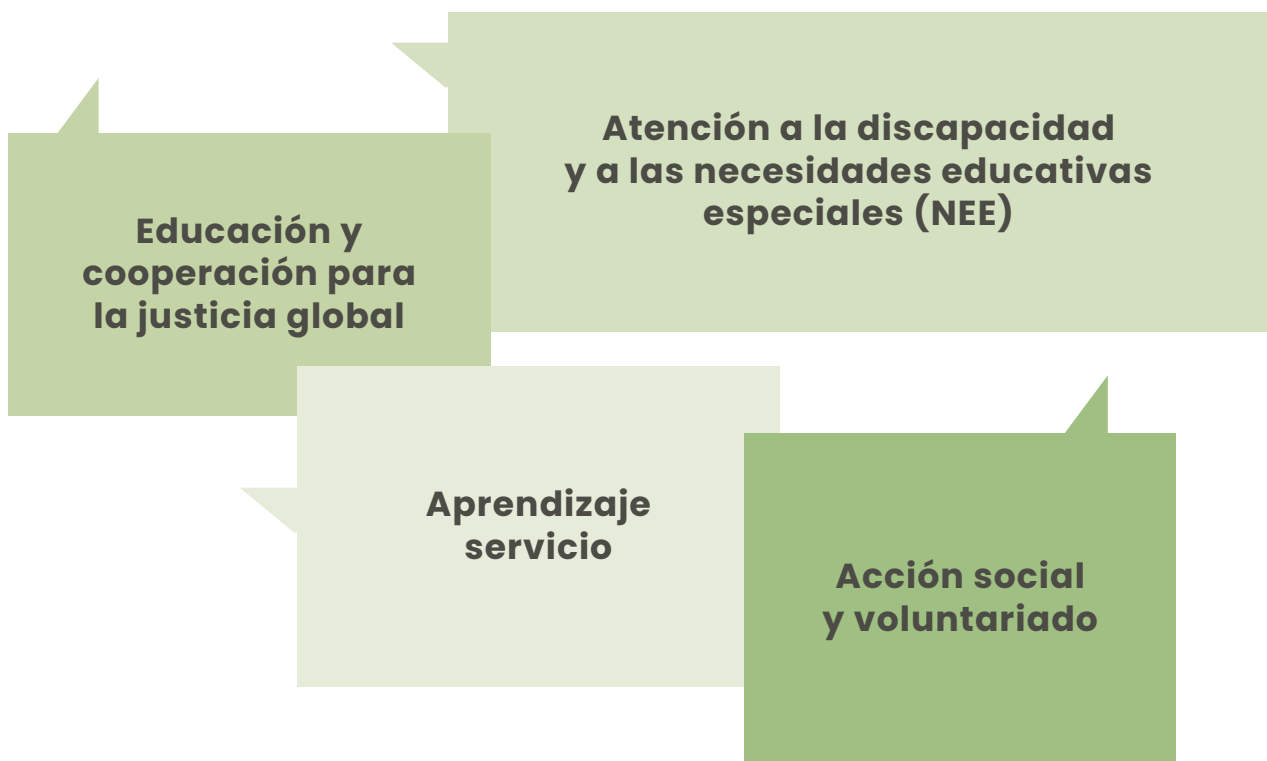 Atención a la discapacidad
y a las necesidades educativas
especiales (NEE)
Educación y
cooperación para
la justicia global
Aprendizaje
servicio
Acción social
y voluntariado